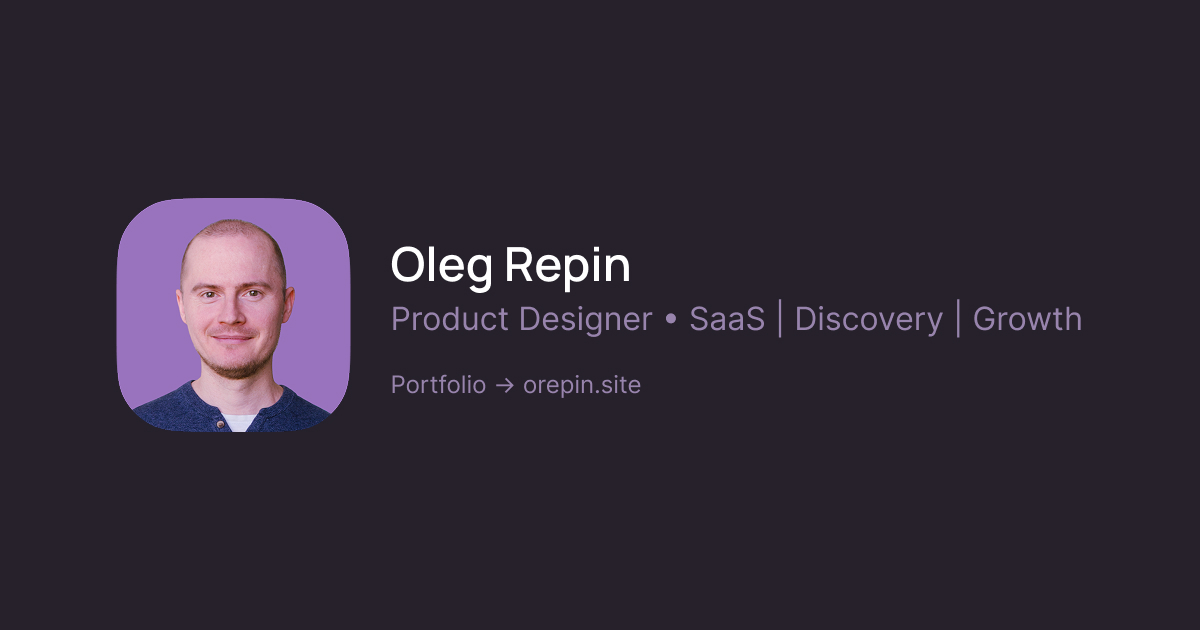 Oleg Repin
Product Designer • SaaS | Discovery | Growth
Portfolio → orepin.site